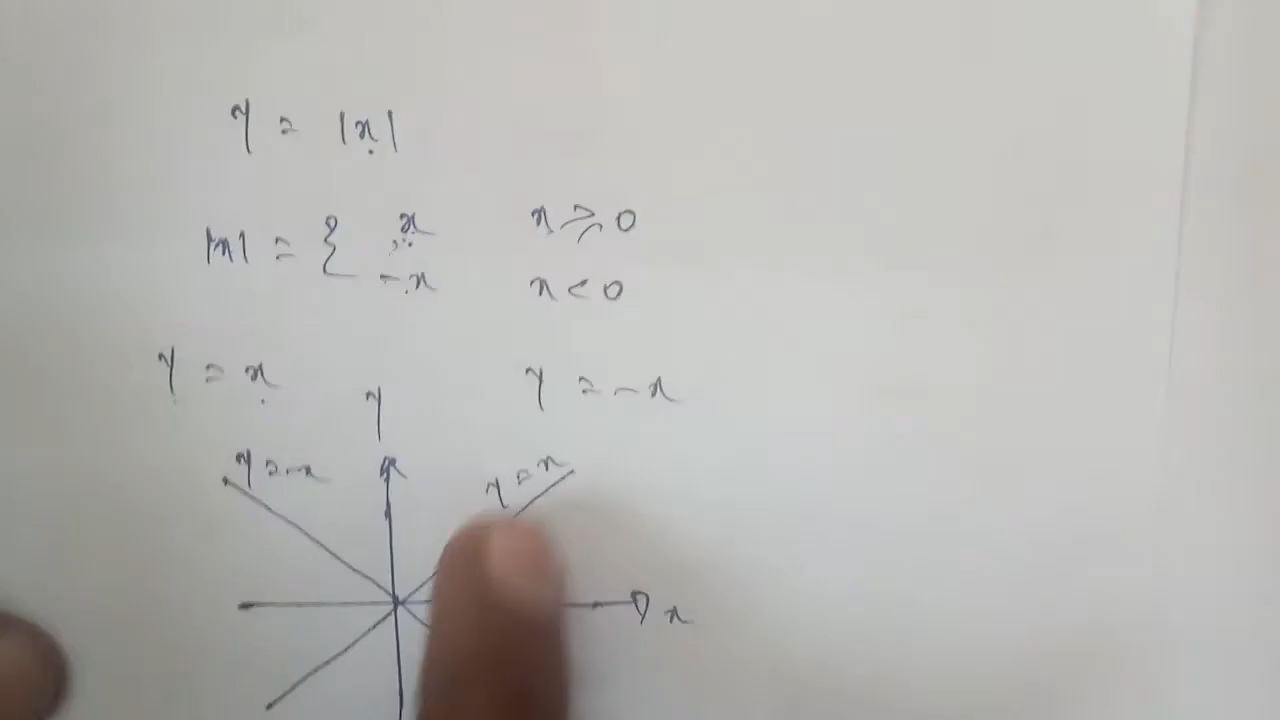 y = |x|
|x| = { x x ≥ 0
-x x < 0
y = x y = -x
y
y = -x y = x
x